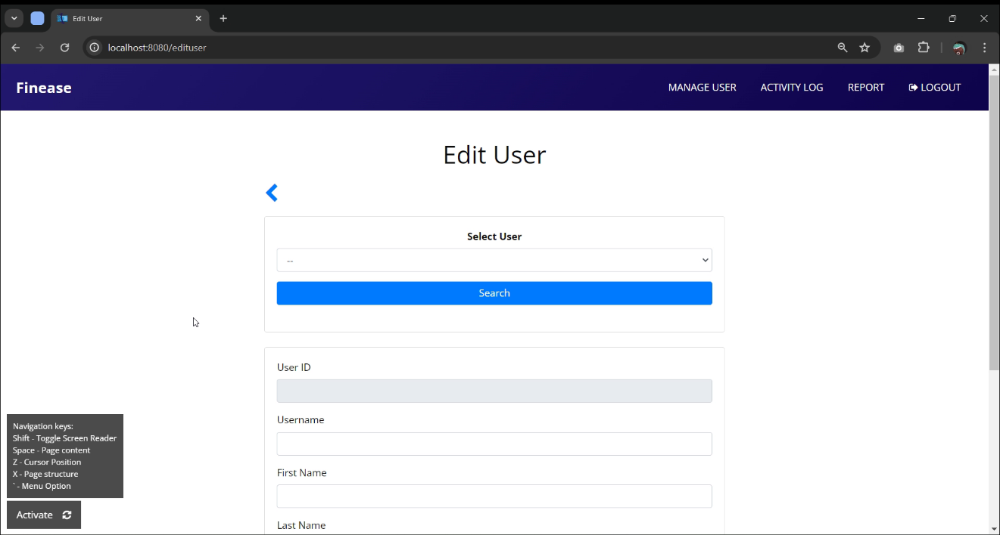 Edit User
localhost:8080/edituser
Finease
MANAGE USER ACTIVITY LOG REPORT LOGOUT
Edit User
Select User
--
Search
User ID
Username
First Name
Last Name
Navigation keys:
Shift - Toggle Screen Reader
Space - Page content
Z - Cursor Position
X - Page structure
` - Menu Option
Activate